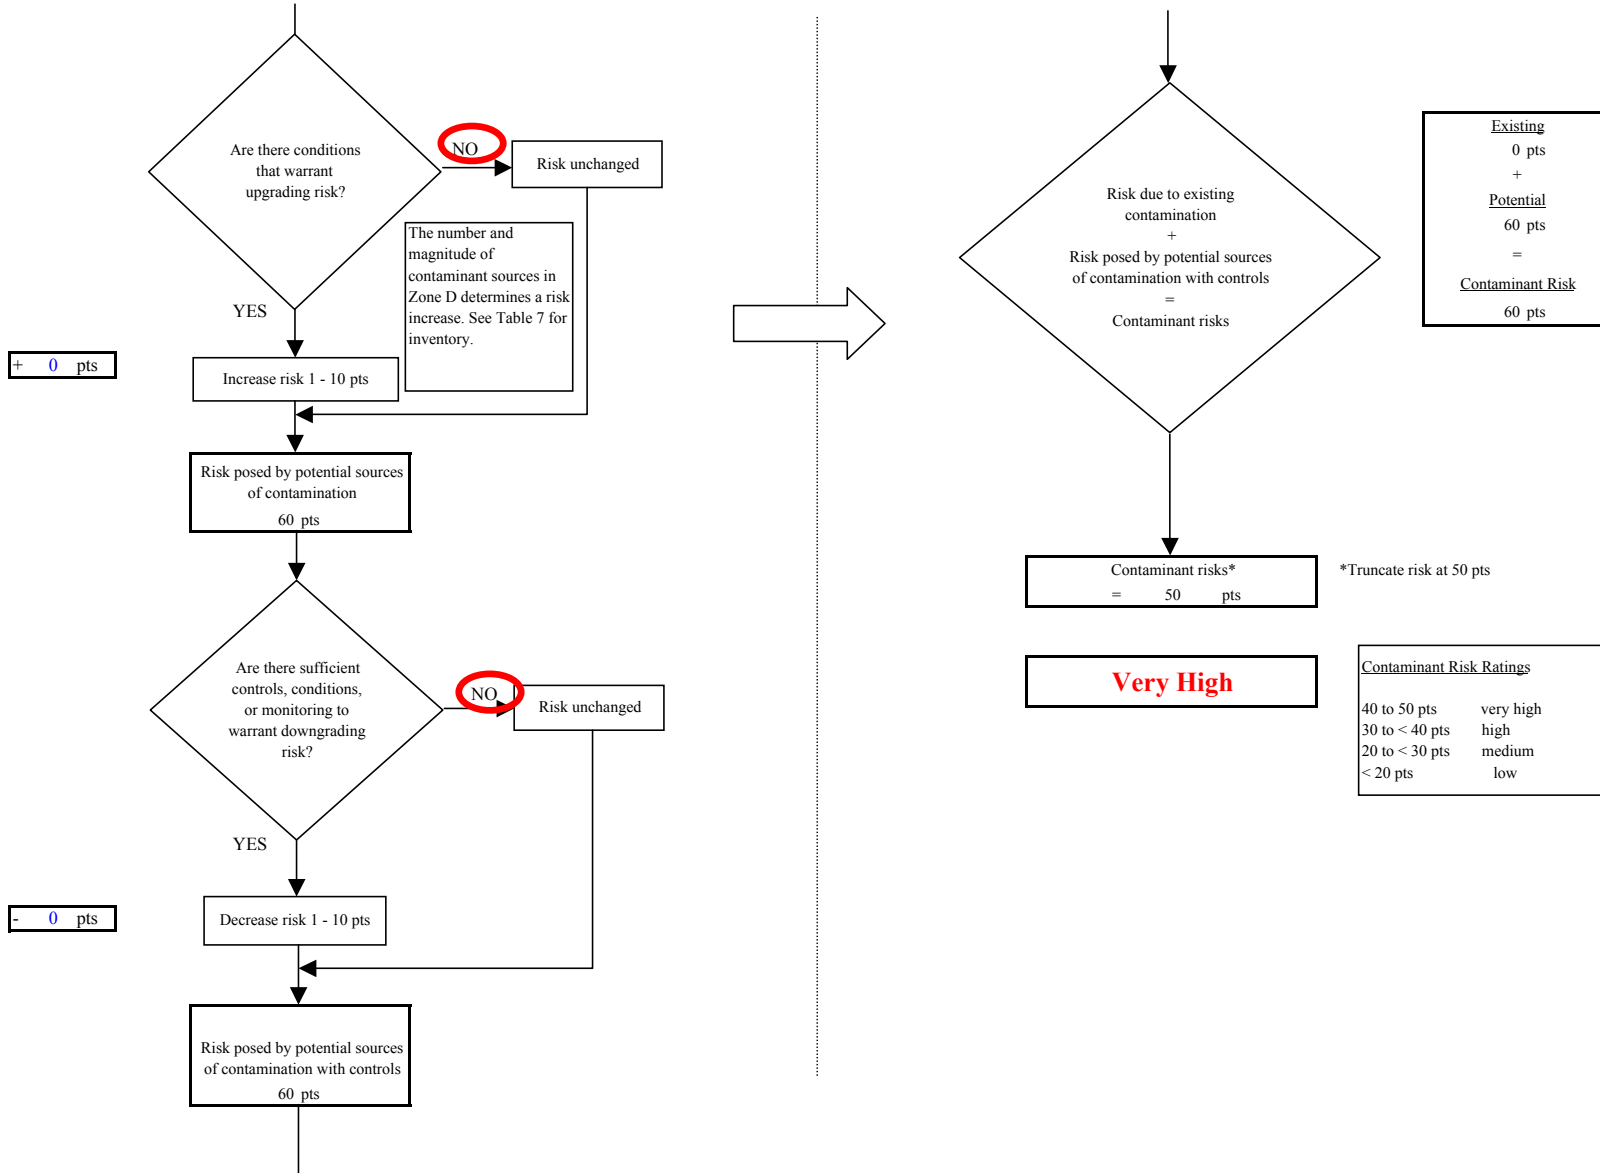 Are there conditions
that warrant
upgrading risk?
NO
Risk unchanged
The number and
magnitude of
contaminant sources in
Zone D determines a risk
increase. See Table 7 for
inventory.
YES
+ 0 pts
Increase risk 1 - 10 pts
Risk posed by potential sources
of contamination
60 pts
Are there sufficient
controls, conditions,
or monitoring to
warrant downgrading
risk?
NO
Risk unchanged
YES
- 0 pts
Decrease risk 1 - 10 pts
Risk posed by potential sources
of contamination with controls
60 pts
Risk due to existing
contamination
+
Risk posed by potential sources
of contamination with controls
=
Contaminant risks
Existing
0 pts
+
Potential
60 pts
=
Contaminant Risk
60 pts
Contaminant risks*
= 50 pts
*Truncate risk at 50 pts
Very High
Contaminant Risk Ratings
40 to 50 pts very high
30 to < 40 pts high
20 to < 30 pts medium
< 20 pts low